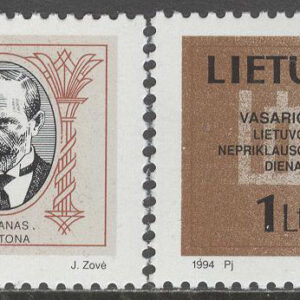 ANAS.
TONA
J. Zovė
LIETU
VASARIO
LIETUVO
NEPRIKLAUSO
DIENA
1 L
1994 Pj